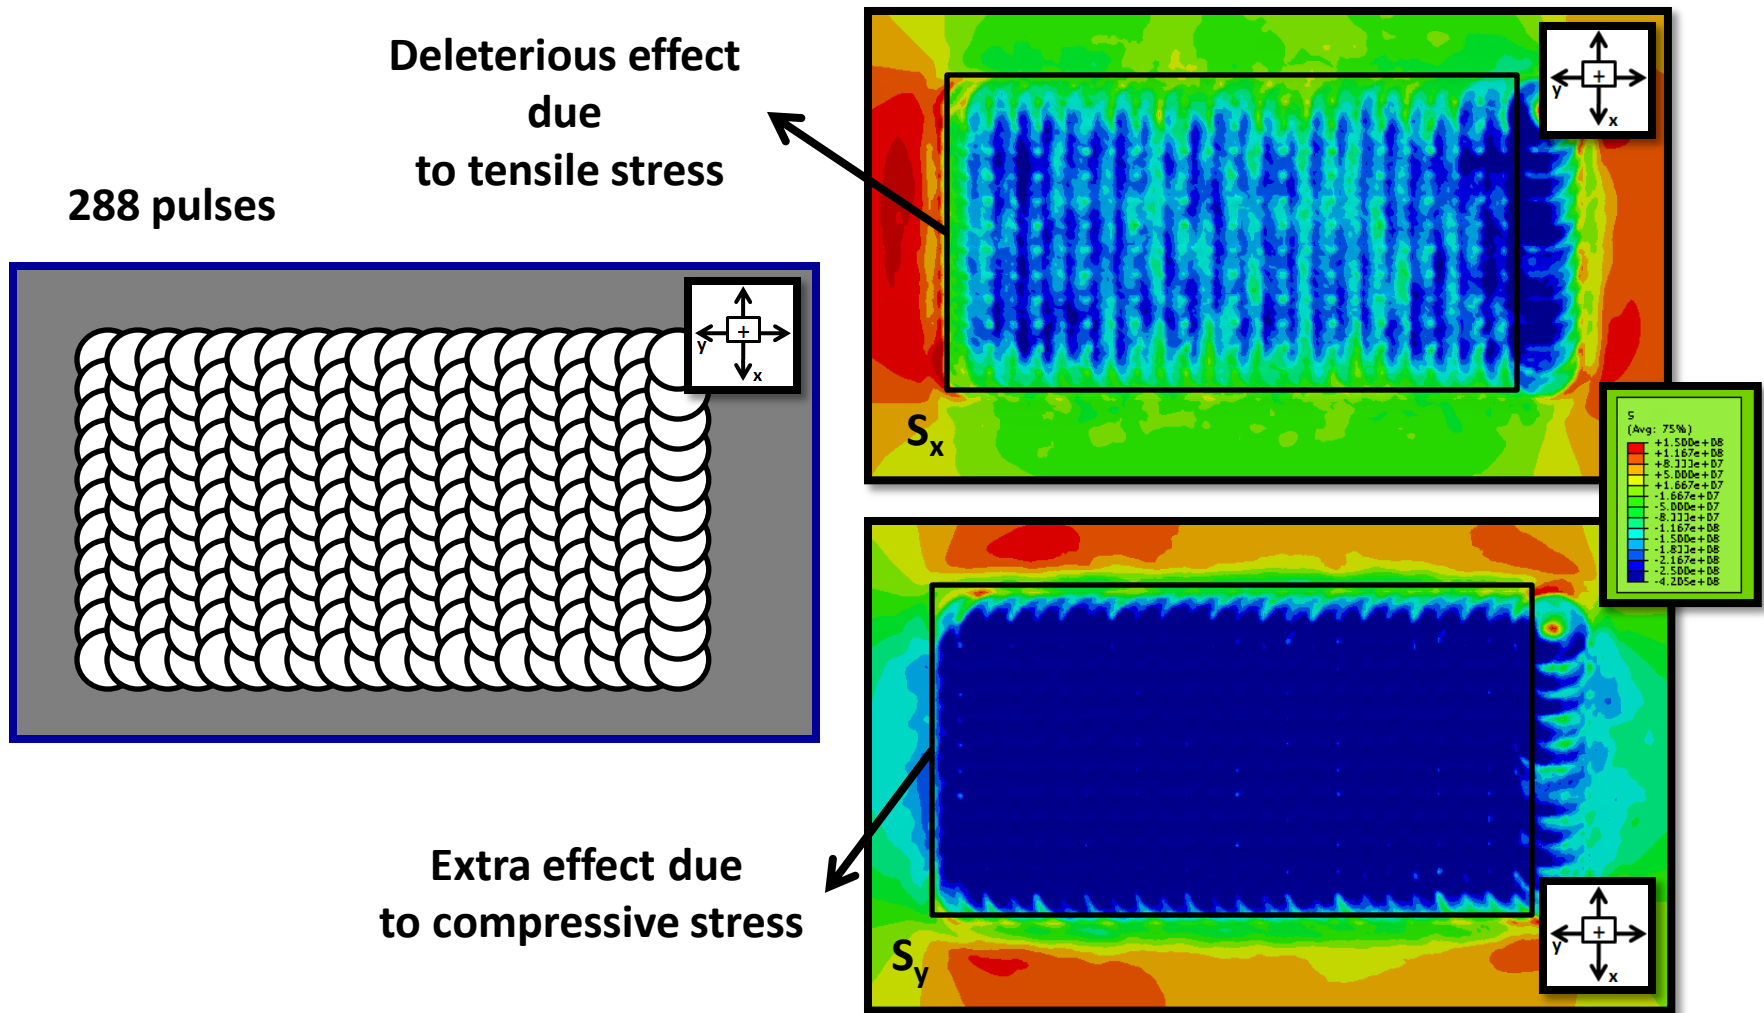 Deleterious effect
due
to tensile stress
288 pulses
+
y
x
+
y
x
Sx
S
(Avg: 75%)
+1.500e+08
+1.167e+08
+8.333e+07
+5.000e+07
+1.667e+07
-1.667e+07
-5.000e+07
-8.333e+07
-1.167e+08
-1.500e+08
-1.833e+08
-2.167e+08
-2.500e+08
-4.205e+08
Extra effect due
to compressive stress
Sy
+
y
x